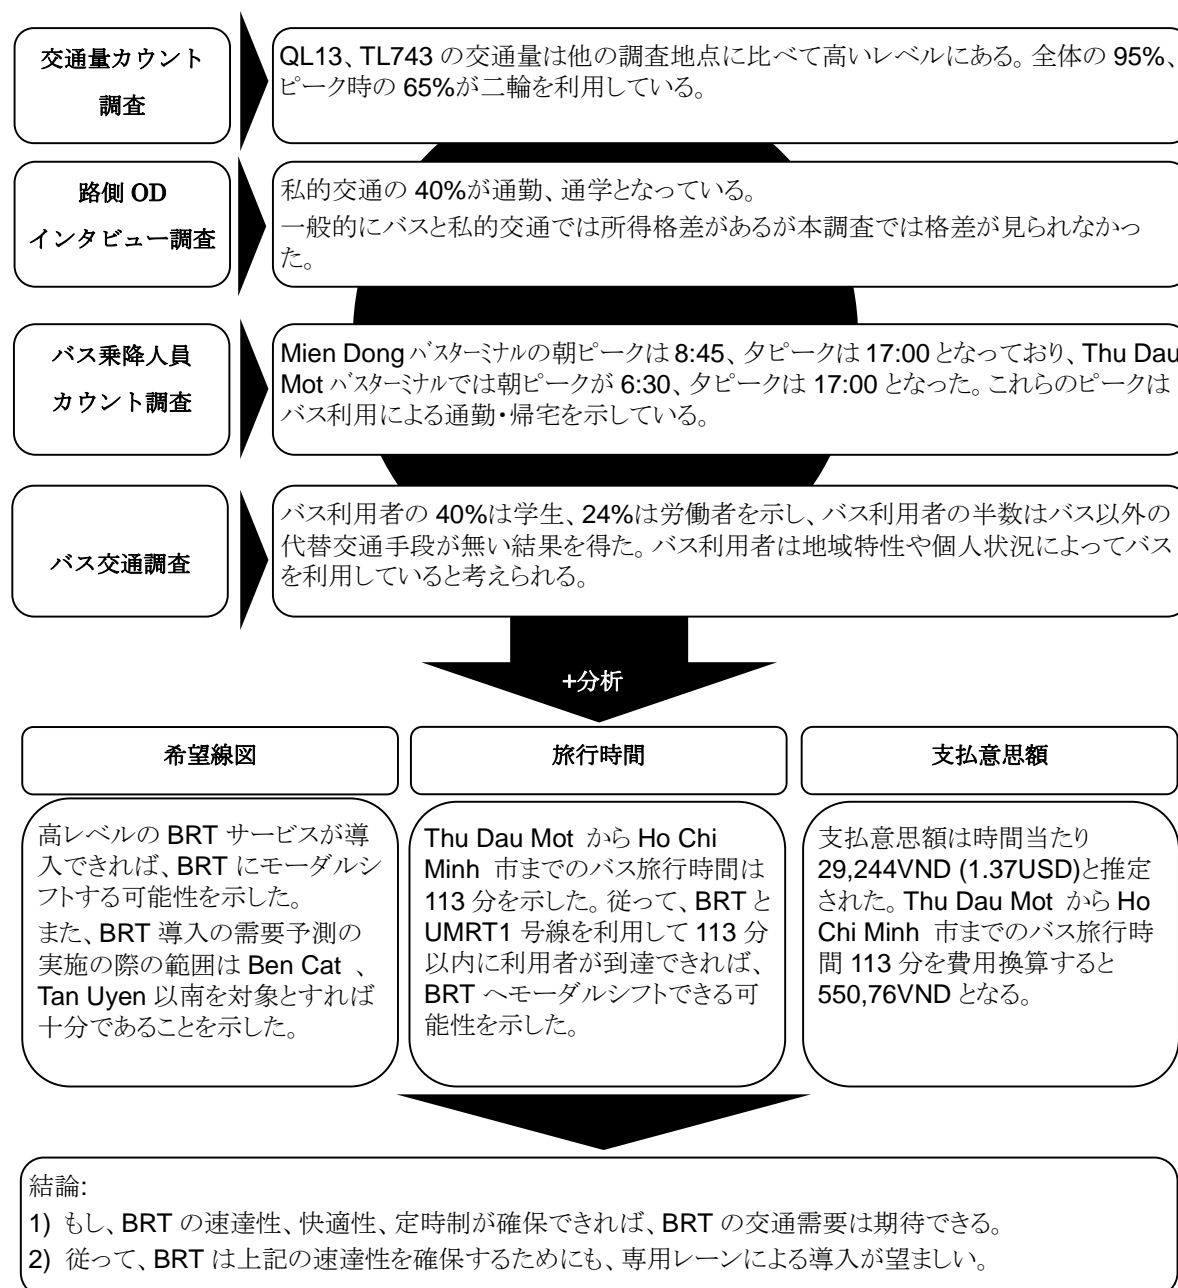 交通量カウント
調査
QL13、TL743 の交通量は他の調査地点に比べて高いレベルにある。全体の 95%、
ピーク時の 65%が二輪を利用している。
路側 OD
インタビュー調査
私的交通の 40%が通勤、通学となっている。
一般的にバスと私的交通では所得格差があるが本調査では格差が見られなかっ
た。
バス乗降人員
カウント調査
Mien Dong バスターミナルの朝ピークは 8:45、夕ピークは 17:00 となっており、Thu Dau
Mot バスターミナルでは朝ピークが 6:30、夕ピークは 17:00 となった。これらのピークは
バス利用による通勤・帰宅を示している。
バス交通調査
バス利用者の 40%は学生、24%は労働者を示し、バス利用者の半数はバス以外の
代替交通手段が無い結果を得た。バス利用者は地域特性や個人状況によってバス
を利用していると考えられる。
+分析
希望線図
高レベルの BRT サービスが導
入できれば、BRT にモーダルシ
フトする可能性を示した。
また、BRT 導入の需要予測の
実施の際の範囲は Ben Cat 、
Tan Uyen 以南を対象とすれば
十分であることを示した。
旅行時間
Thu Dau Mot から Ho Chi
Minh 市までのバス旅行時間は
113 分を示した。従って、BRT と
UMRT1 号線を利用して 113 分
以内に利用者が到達できれば、
BRT へモーダルシフトできる可
能性を示した。
支払意思額
支払意思額は時間当たり
29,244VND (1.37USD)と推定
された。Thu Dau Mot から Ho
Chi Minh 市までのバス旅行時
間 113 分を費用換算すると
550,76VND となる。
結論:
1) もし、BRT の速達性、快適性、定時制が確保できれば、BRT の交通需要は期待できる。
2) 従って、BRT は上記の速達性を確保するためにも、専用レーンによる導入が望ましい。